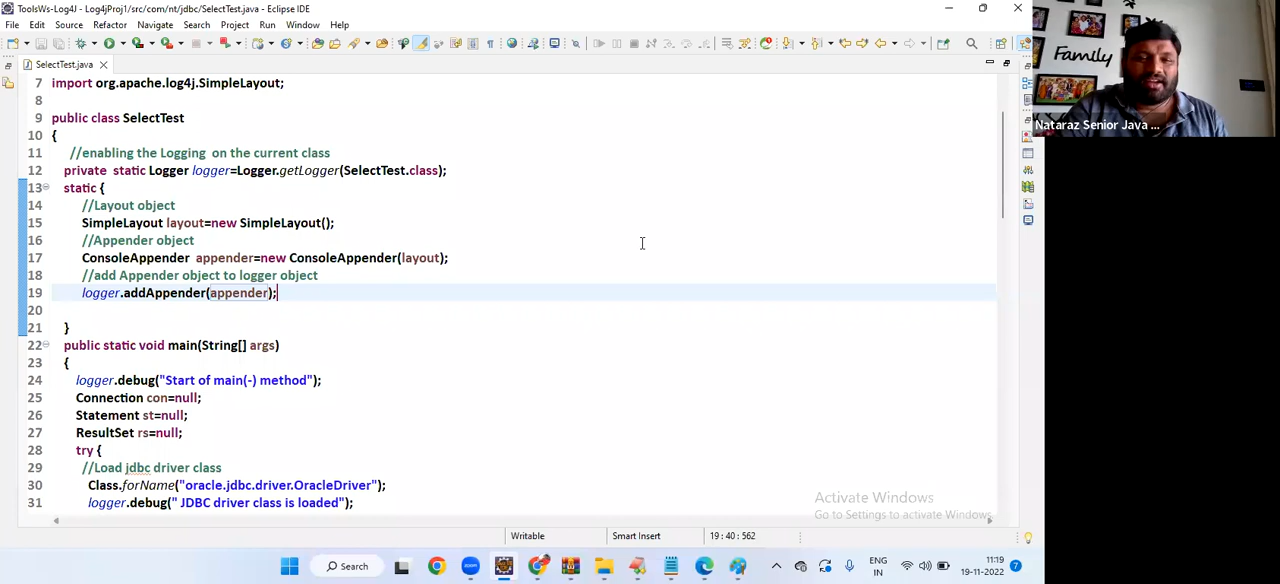 ToolsWs-Log4J - Log4jProj1/src/com/nt/jdbc/SelectTest.java - Eclipse IDE
File Edit Source Refactor Navigate Search Project Run Window Help
SelectTest.java
7 import org.apache.log4j.SimpleLayout;
8
9 public class SelectTest
10 {
11 //enabling the Logging  on the current class
12 private  static Logger logger=Logger.getLogger(SelectTest.class);
13 static {
14 //Layout object
15 SimpleLayout layout=new SimpleLayout();
16 //Appender object
17 ConsoleAppender  appender=new ConsoleAppender(layout);
18 //add Appender object to logger object
19 logger.addAppender(appender);
20
21 }
22 public static void main(String[] args)
23 {
24 logger.debug("Start of main(-) method");
25 Connection con=null;
26 Statement st=null;
27 ResultSet rs=null;
28 try {
29 //Load jdbc driver class
30 Class.forName("oracle.jdbc.driver.OracleDriver");
31 logger.debug(" JDBC driver class is loaded");
Family
Nataraz Senior Java ...
Activate Windows
Go to Settings to activate Windows.
Writable Smart Insert 19 : 40 : 562
Search
ENG
IN
11:19
19-11-2022
7